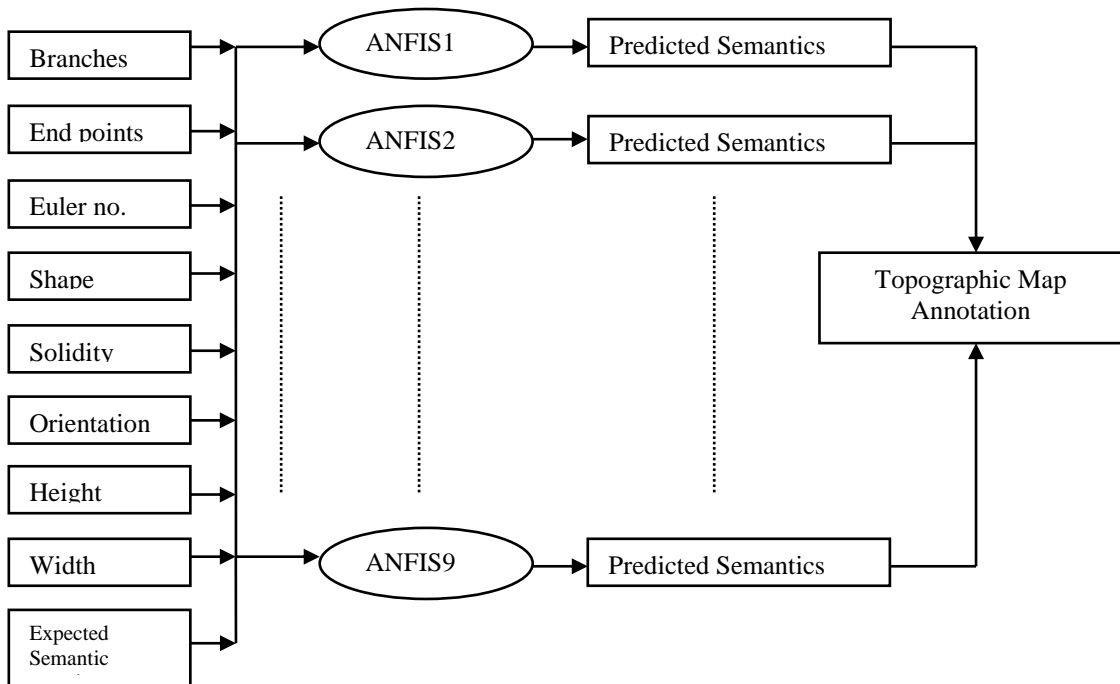 Branches
End points
Euler no.
Shape
Solidity
Orientation
Height
Width
Expected
Semantic
ANFIS1
ANFIS2
ANFIS9
Predicted Semantics
Predicted Semantics
Predicted Semantics
Topographic Map
Annotation